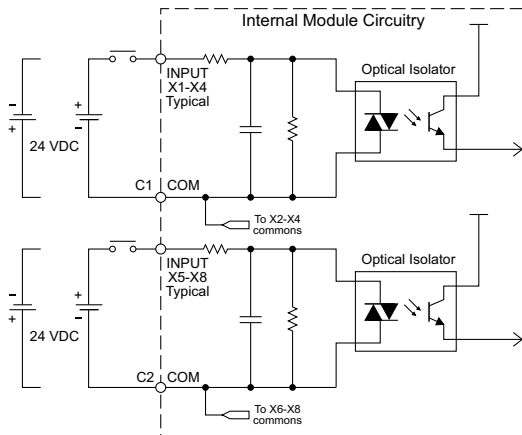 Internal Module Circuitry
INPUT
X1-X4
Typical
Optical Isolator
-
+
+
-
24 VDC
C1
COM
To X2-X4
commons
INPUT
X5-X8
Typical
Optical Isolator
-
+
+
-
24 VDC
C2
COM
To X6-X8
commons